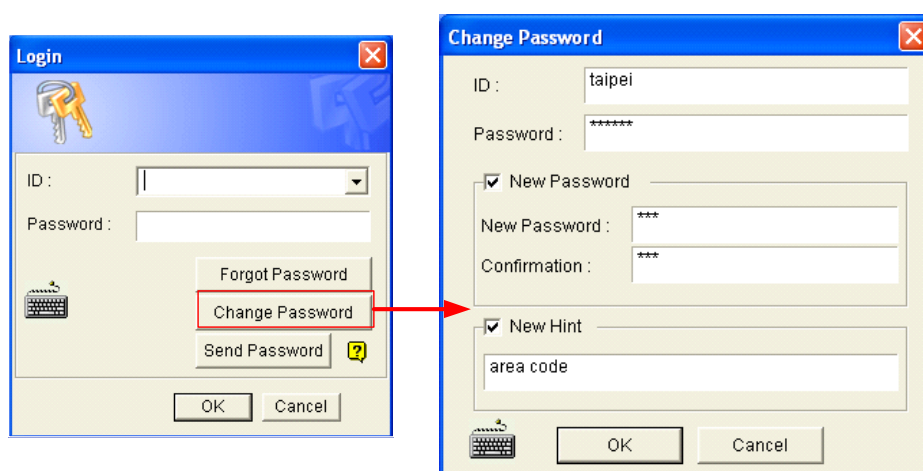 Login
ID :
Password :
Forgot Password
Change Password
Send Password
?
OK Cancel
Change Password
ID : taipei
Password : ******
New Password
New Password : ***
Confirmation : ***
New Hint
area code
OK Cancel